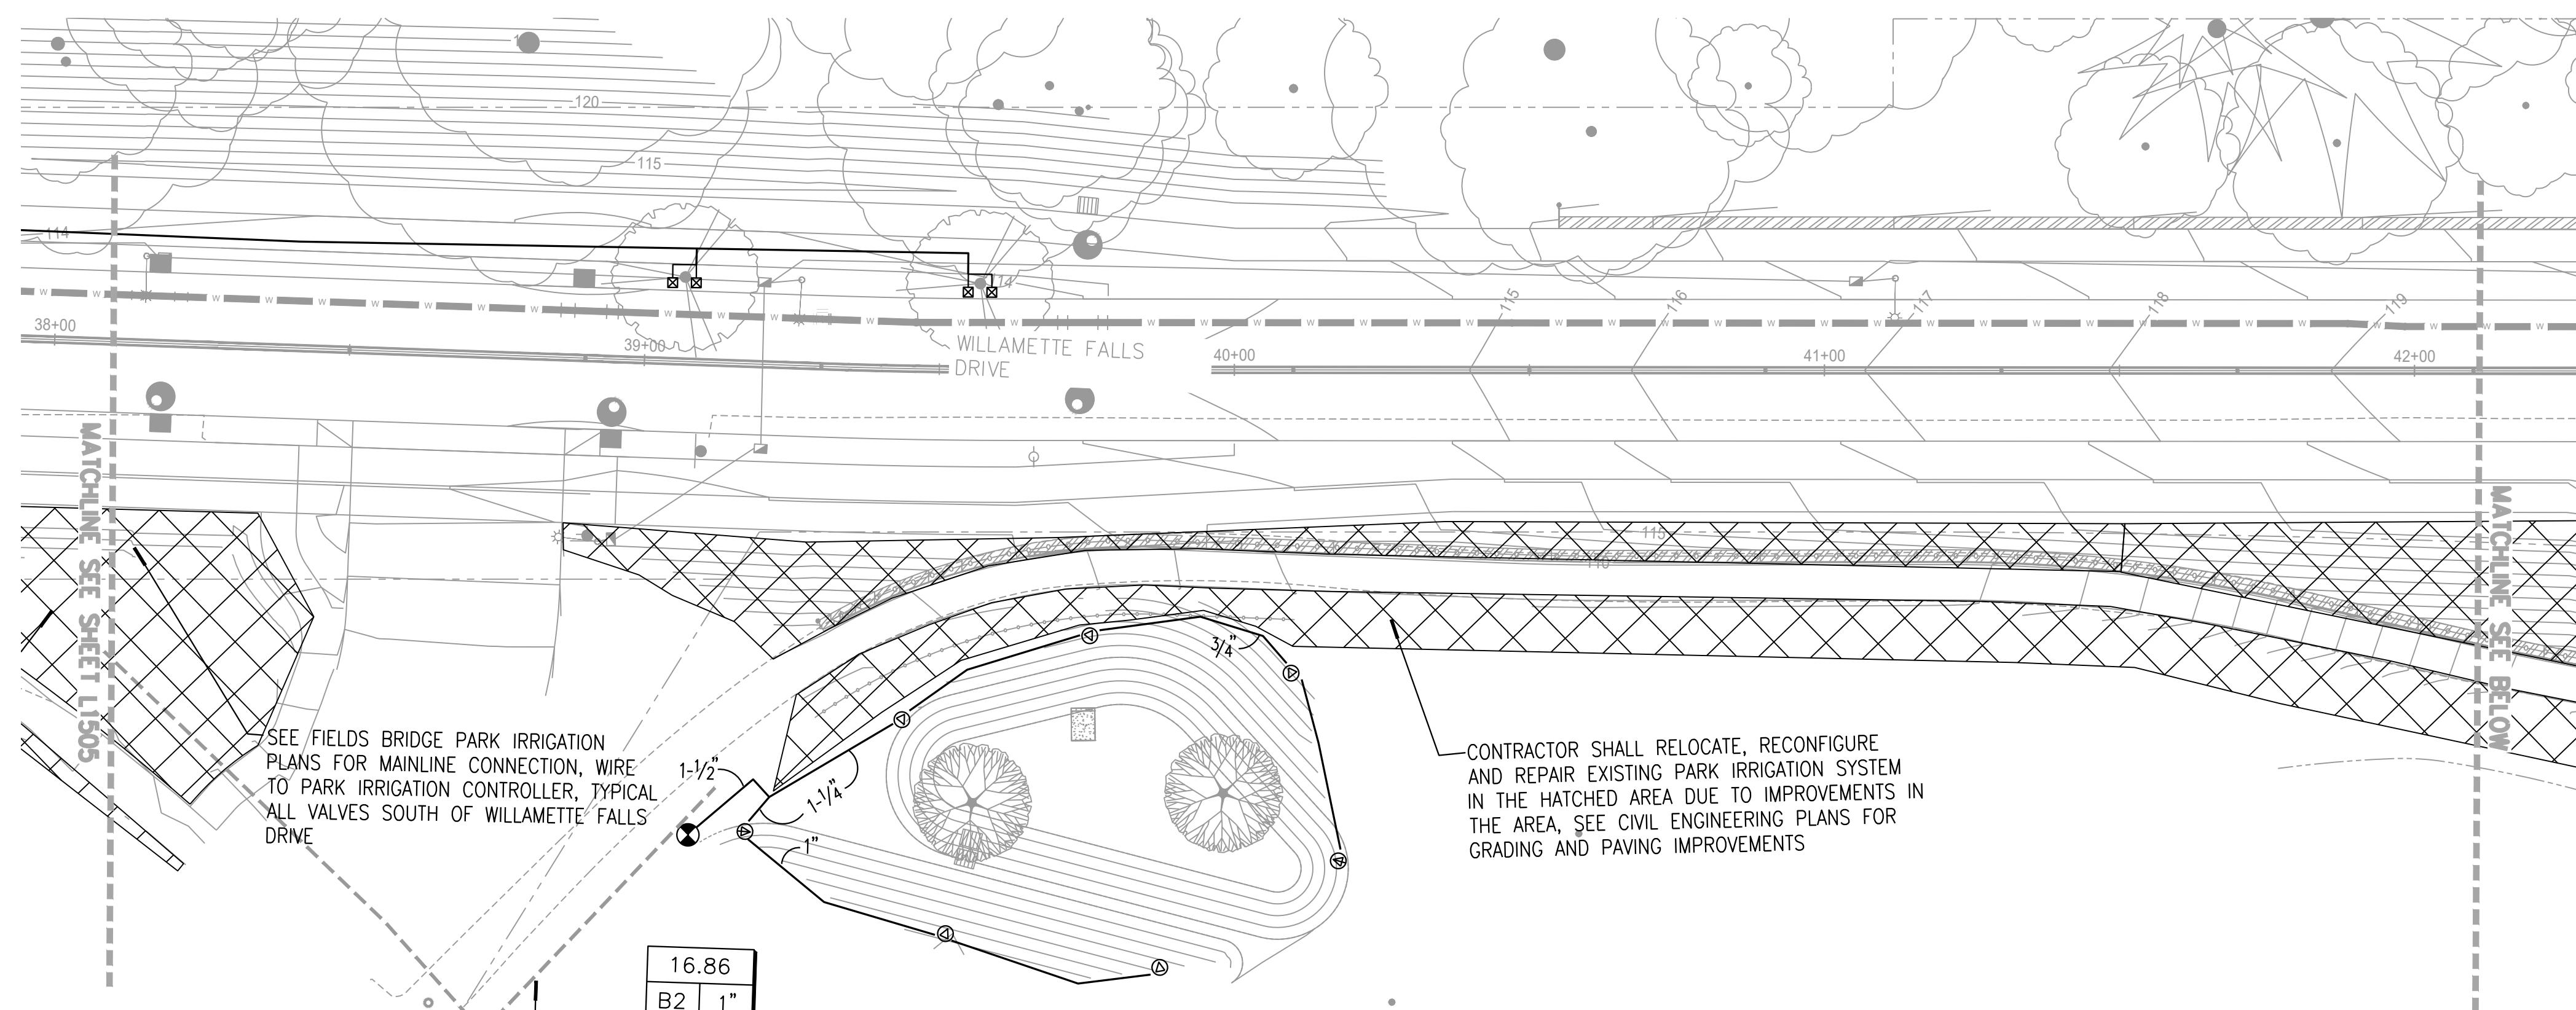 120
115
114
114
W W W W W W W W
38+00
39+00
WILLAMETTE FALLS
DRIVE
40+00
41+00
42+00
115
116
117
118
119
115
110
MATCHLINE SEE SHEET L1505
MATCHLINE SEE BELOW
3/4"
SEE FIELDS BRIDGE PARK IRRIGATION
PLANS FOR MAINLINE CONNECTION, WIRE
TO PARK IRRIGATION CONTROLLER, TYPICAL
ALL VALVES SOUTH OF WILLAMETTE FALLS
DRIVE
1-1/2"
1-1/4"
1"
CONTRACTOR SHALL RELOCATE, RECONFIGURE
AND REPAIR EXISTING PARK IRRIGATION SYSTEM
IN THE HATCHED AREA DUE TO IMPROVEMENTS IN
THE AREA, SEE CIVIL ENGINEERING PLANS FOR
GRADING AND PAVING IMPROVEMENTS
16.86
B2 1"